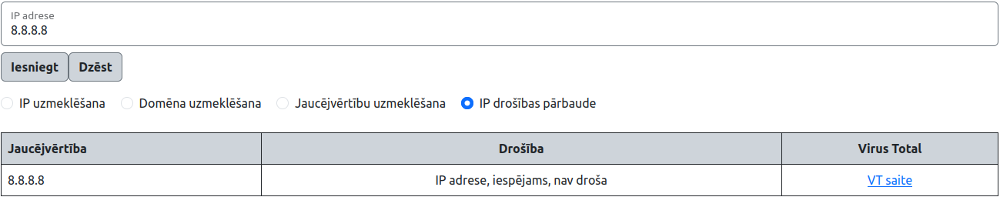 IP adrese
8.8.8.8
Iesniegt Dzēst
IP uzmeklēšana Domēna uzmeklēšana Jaucējvērtību uzmeklēšana IP drošības pārbaude
Jaucējvērtība Drošība Virus Total
8.8.8.8 IP adrese, iespējams, nav droša VT saite